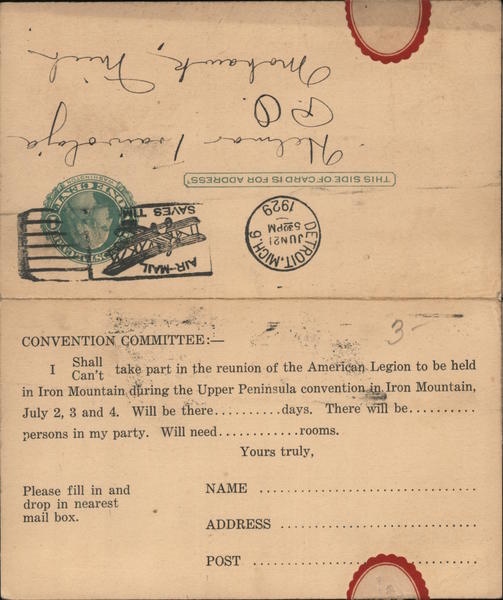 THIS SIDE OF CARD IS FOR ADDRESS
AIR-MAIL
SAVES TIME
DETROIT, MICH. 6
JUN 21
5 30 PM
1929
Helmar
P.O.
Mohawk, Mich
3-
CONVENTION COMMITTEE:—
I Shall Can't take part in the reunion of the American Legion to be held
in Iron Mountain during the Upper Peninsula convention in Iron Mountain,
July 2, 3 and 4. Will be there..........days. There will be..........
persons in my party. Will need...........rooms.
Yours truly,
Please fill in and
drop in nearest
mail box.
NAME ..............................
ADDRESS ..........................
POST ..............................